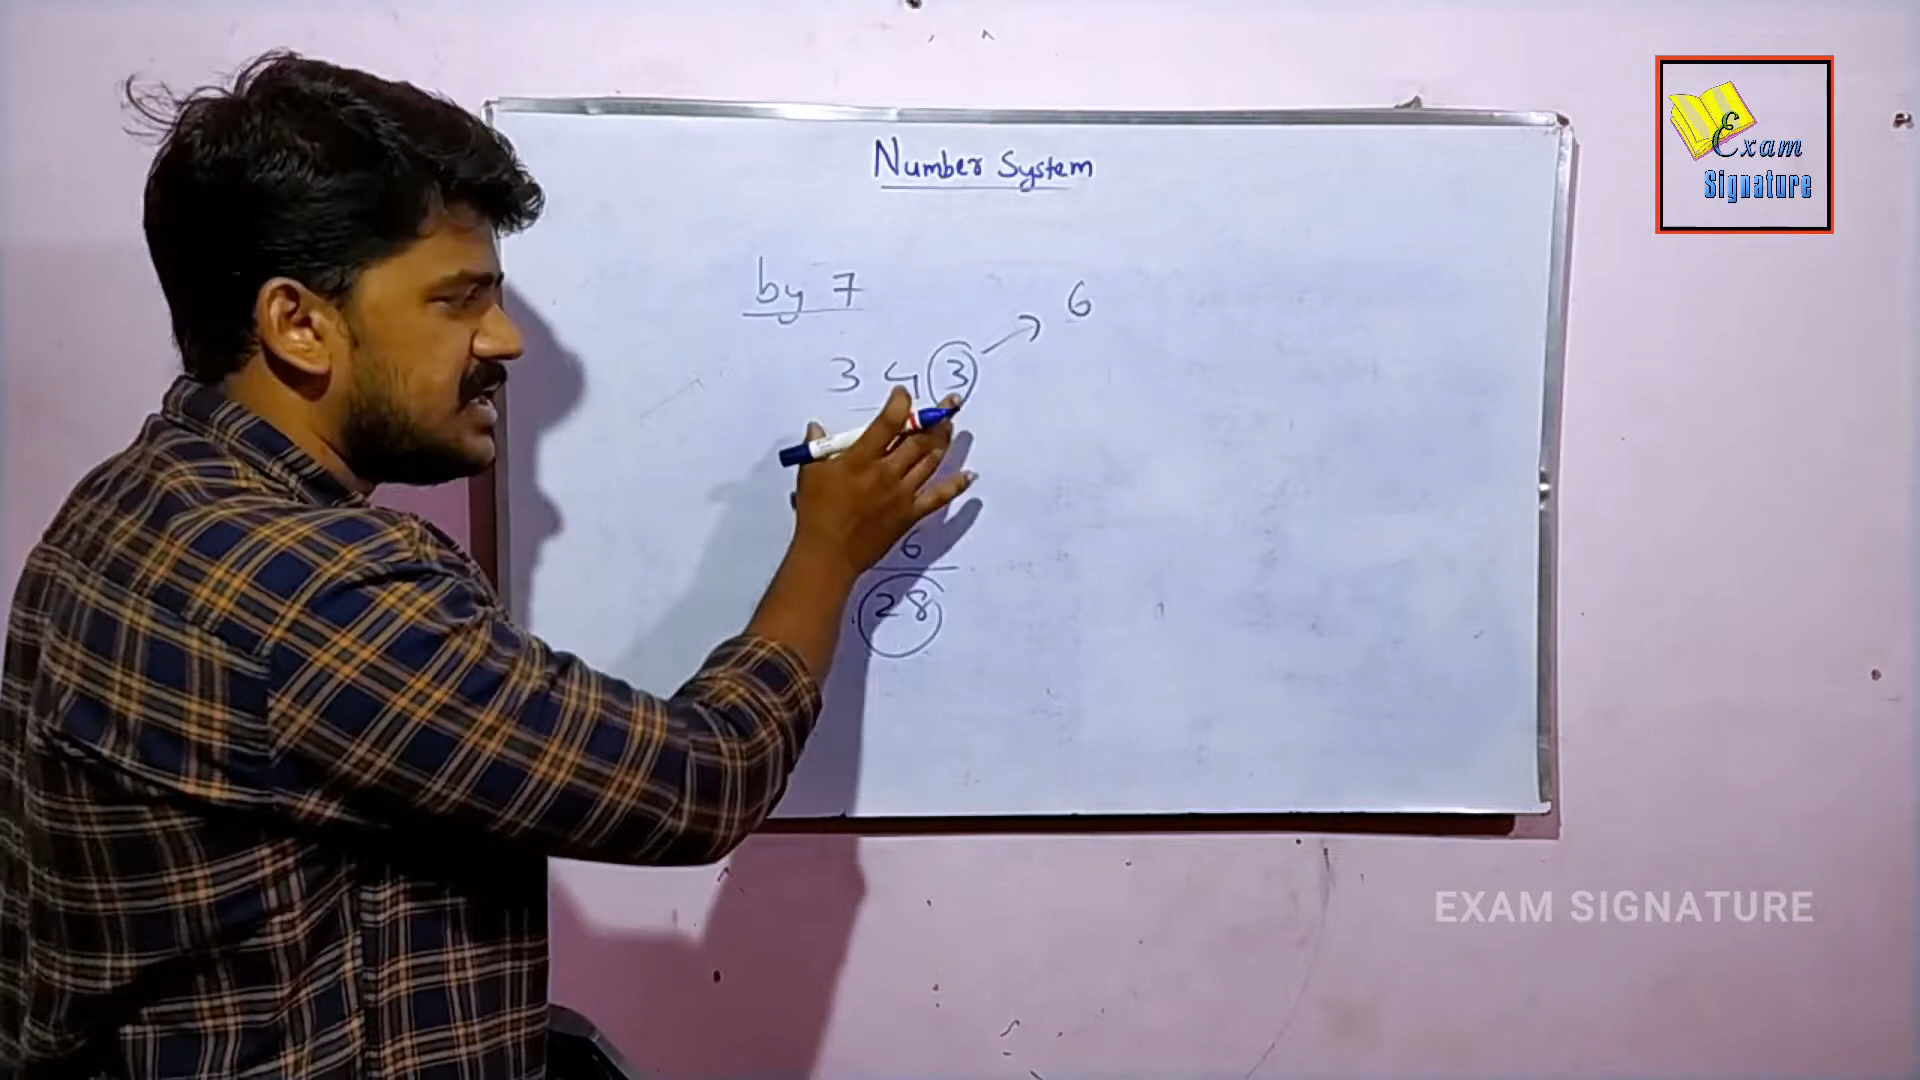 Number System
by 7
6
3 4 3
6
28
Exam
Signature
EXAM SIGNATURE